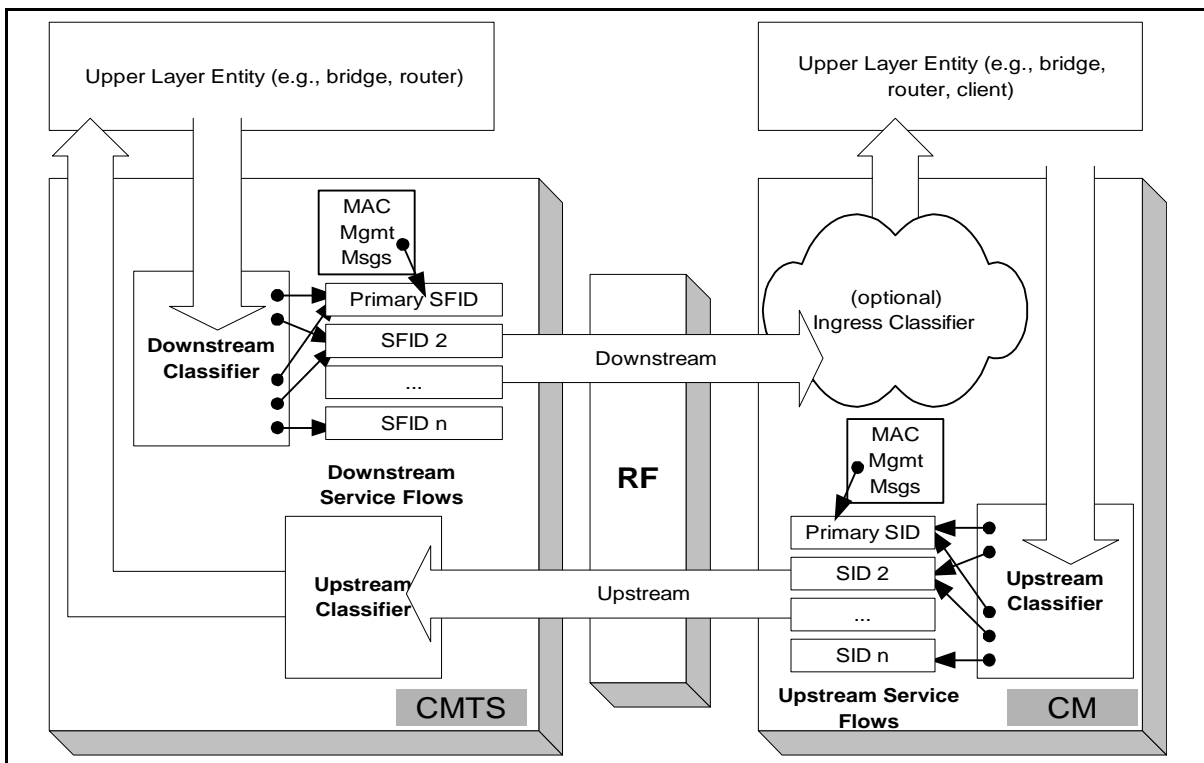 Upper Layer Entity (e.g., bridge, router)
Upper Layer Entity (e.g., bridge,
router, client)
MAC
Mgmt
Msgs
Primary SFID
SFID 2
...
SFID n
Downstream
Classifier
Downstream
Service Flows
Downstream
(optional)
Ingress Classifier
RF
MAC
Mgmt
Msgs
Primary SID
SID 2
...
SID n
Upstream
Classifier
Upstream
Upstream
Classifier
Upstream Service
Flows
CMTS
CM